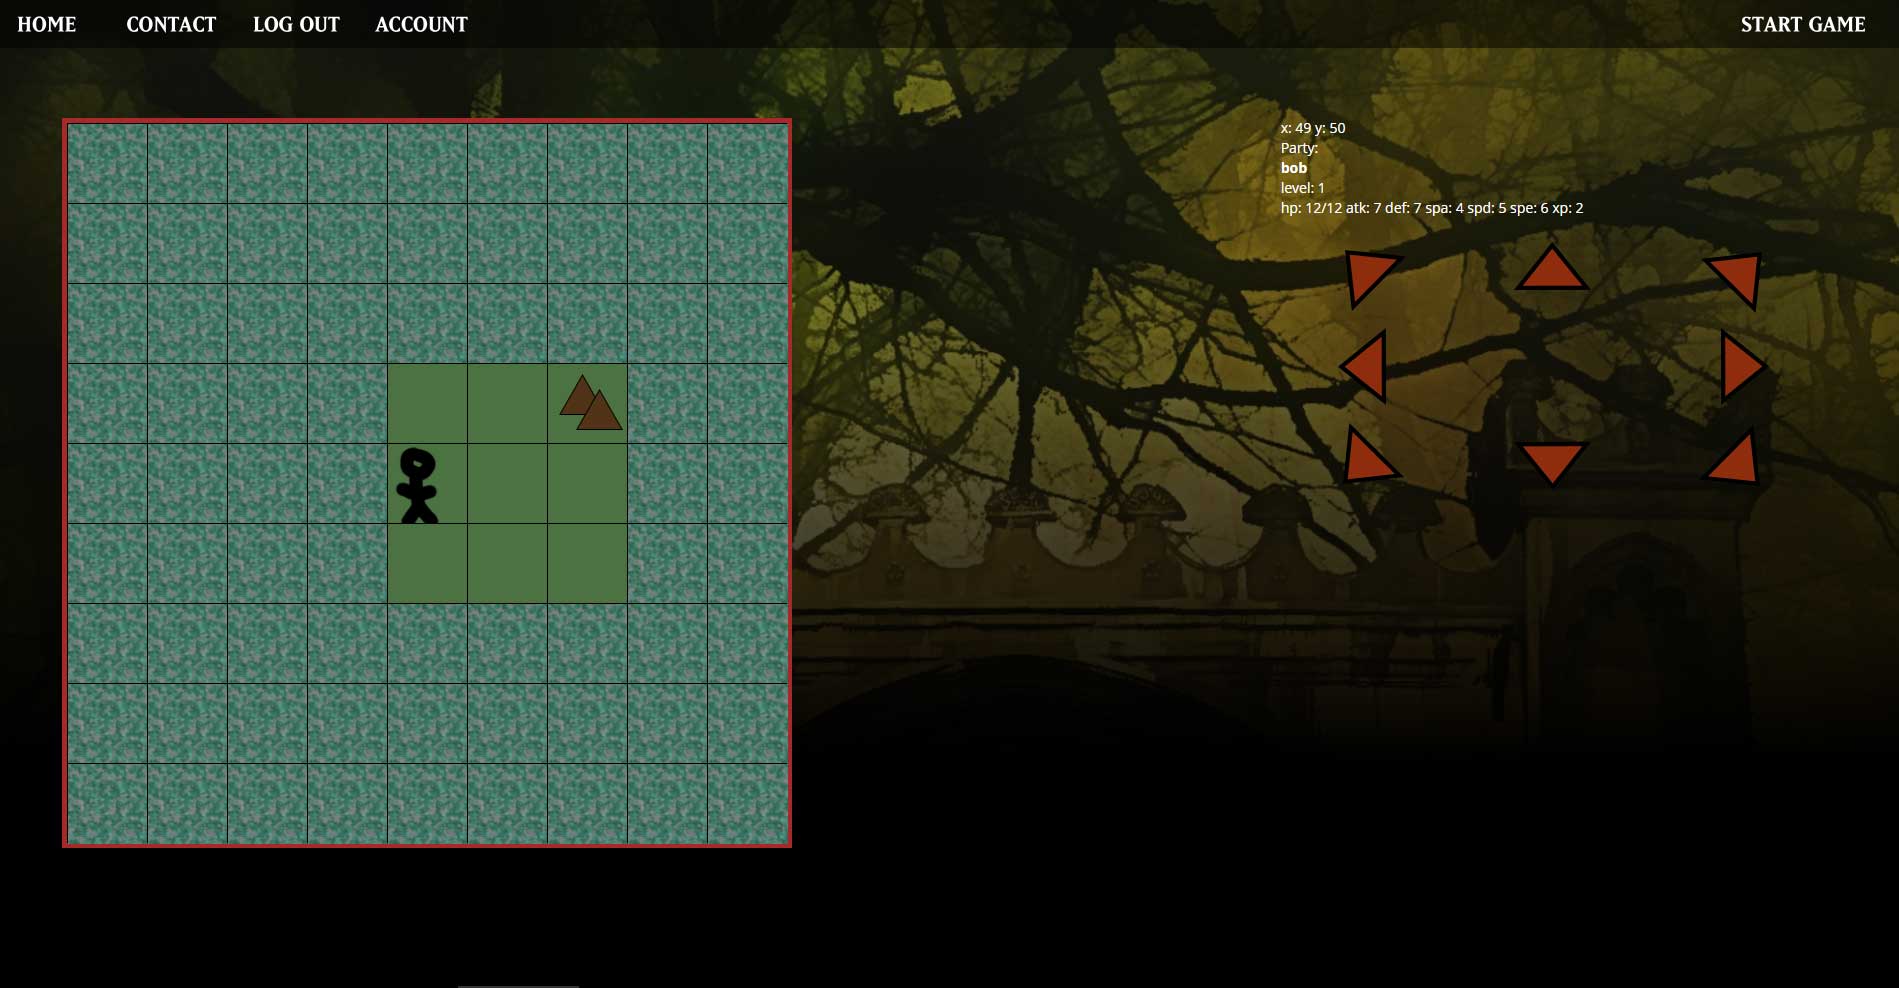 HOME CONTACT LOG OUT ACCOUNT START GAME
x: 49 y: 50
Party:
bob
level: 1
hp: 12/12 atk: 7 def: 7 spa: 4 spd: 5 spe: 6 xp: 2